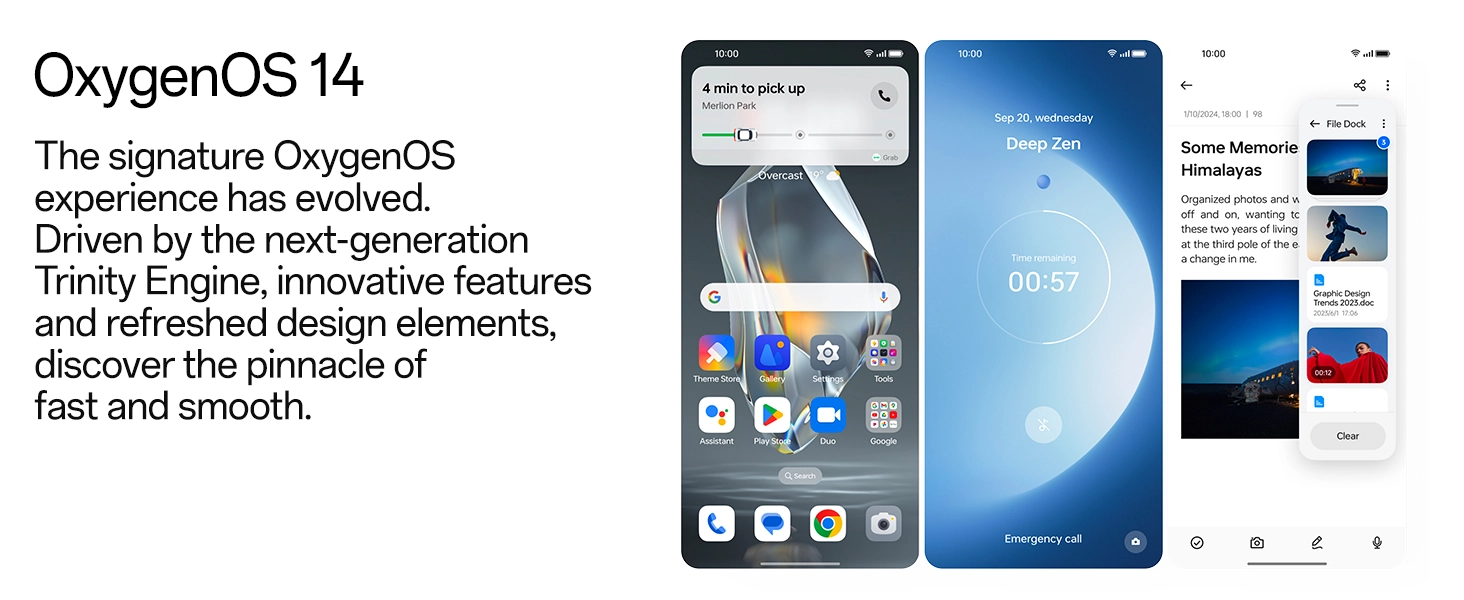 OxygenOS 14
The signature OxygenOS
experience has evolved.
Driven by the next-generation
Trinity Engine, innovative features
and refreshed design elements,
discover the pinnacle of
fast and smooth.
10:00
4 min to pick up
Merlion Park
Grab
Overcast 19°
Theme Store Gallery Settings Tools
Assistant Play Store Duo Google
Search
10:00
Sep 20, wednesday
Deep Zen
Time remaining
00:57
Emergency call
10:00
1/10/2024, 18:00 | 98
Some Memorie
Himalayas
Organized photos and w
off and on, wanting to
these two years of living
at the third pole of the e
a change in me.
File Dock
3
Graphic Design
Trends 2023.doc
2023/6/1 17:06
00:12
Clear